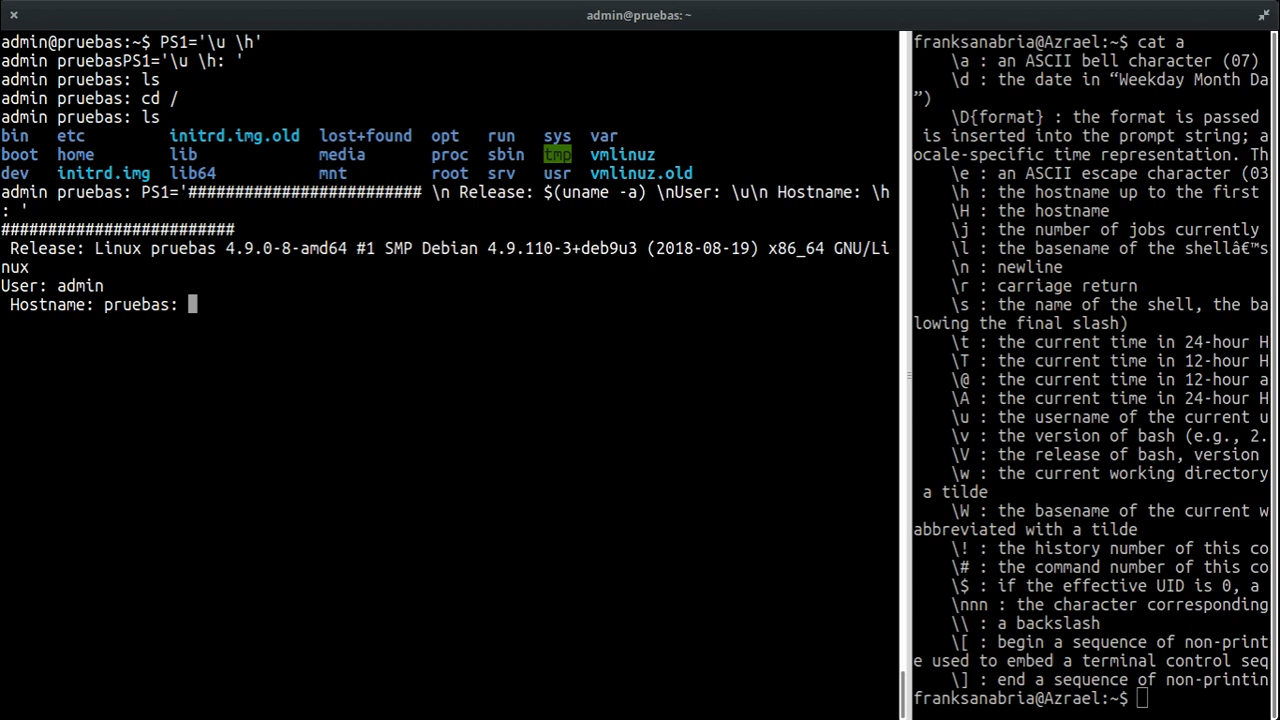 admin@pruebas: ~
admin@pruebas:~$ PS1='\u \h'
admin pruebasPS1='\u \h: '
admin pruebas: ls
admin pruebas: cd /
admin pruebas: ls
bin etc initrd.img.old lost+found opt run sys var
boot home lib media proc sbin tmp vmlinuz
dev initrd.img lib64 mnt root srv usr vmlinuz.old
admin pruebas: PS1='######################### \n Release: $(uname -a) \nUser: \u\n Hostname: \h
: '
#########################
Release: Linux pruebas 4.9.0-8-amd64 #1 SMP Debian 4.9.110-3+deb9u3 (2018-08-19) x86_64 GNU/Li
nux
User: admin
Hostname: pruebas:
franksanabria@Azrael:~$ cat a
\a : an ASCII bell character (07)
\d : the date in “Weekday Month Da
”)
\D{format} : the format is passed
is inserted into the prompt string; a
ocale-specific time representation. Th
\e : an ASCII escape character (03
\h : the hostname up to the first
\H : the hostname
\j : the number of jobs currently
\l : the basename of the shellâ€™s
\n : newline
\r : carriage return
\s : the name of the shell, the ba
lowing the final slash)
\t : the current time in 24-hour H
\T : the current time in 12-hour H
\@ : the current time in 12-hour a
\A : the current time in 24-hour H
\u : the username of the current u
\v : the version of bash (e.g., 2.
\V : the release of bash, version
\w : the current working directory
a tilde
\W : the basename of the current w
abbreviated with a tilde
\! : the history number of this co
\# : the command number of this co
\$ : if the effective UID is 0, a
\nnn : the character corresponding
\\ : a backslash
\[ : begin a sequence of non-print
e used to embed a terminal control seq
\] : end a sequence of non-printin
franksanabria@Azrael:~$